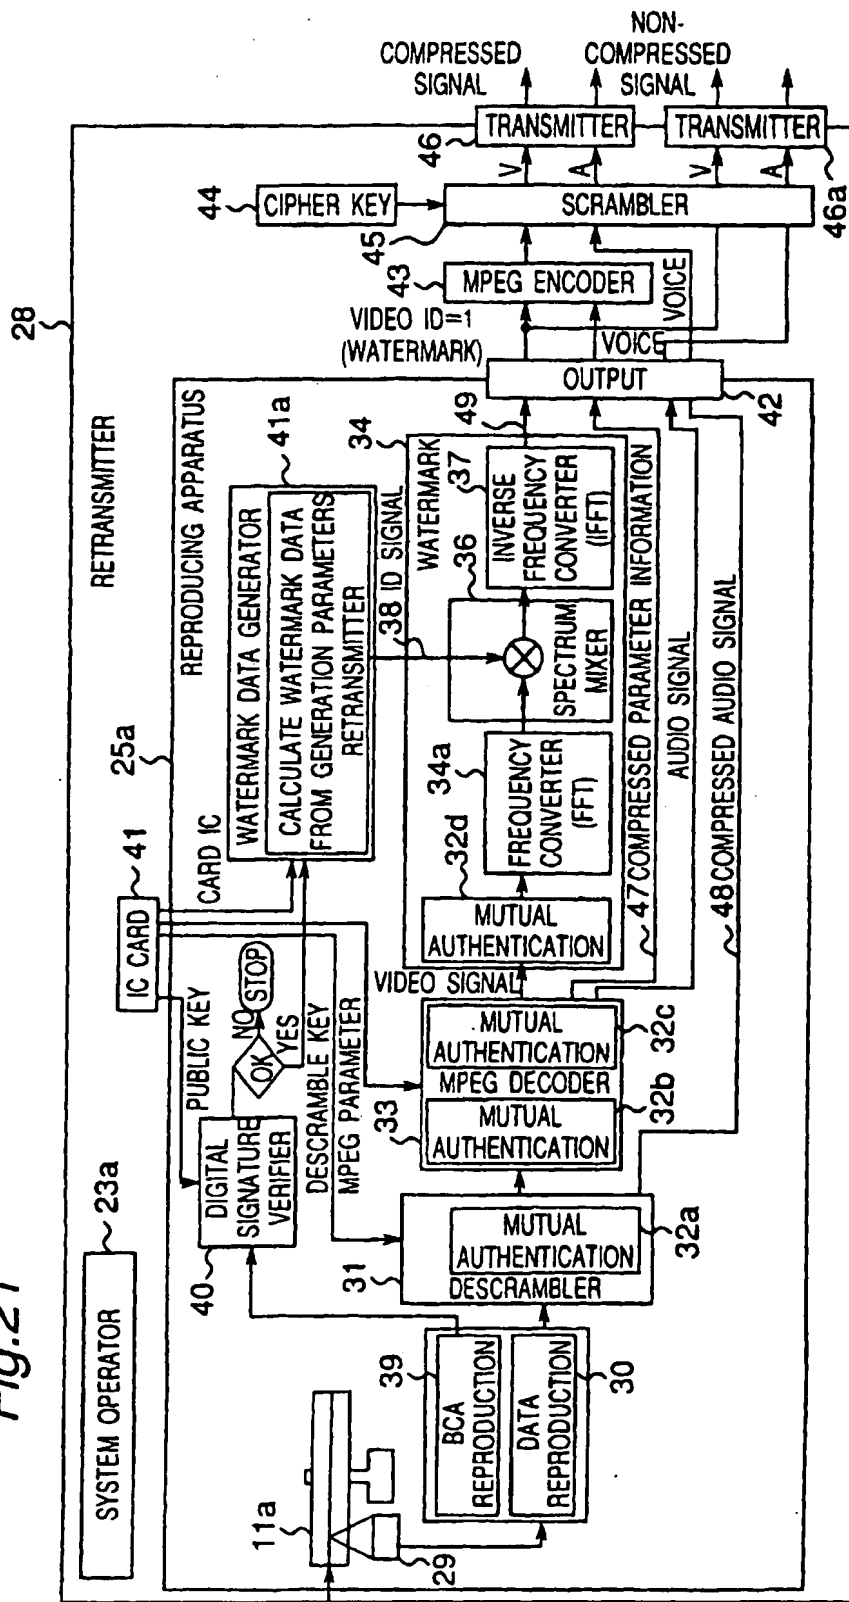 Fig.21
SYSTEM OPERATOR
23a
RETRANSMITTER
28
REPRODUCING APPARATUS
25a
11a
29
BCA
REPRODUCTION
39
DATA
REPRODUCTION
30
DIGITAL
SIGNATURE
VERIFIER
40
PUBLIC KEY
IC CARD
41
CARD IC
OK
NO
STOP
YES
DESCRAMBLE KEY
MPEG PARAMETER
MUTUAL
AUTHENTICATION
32a
DESCRAMBLER
31
MUTUAL
AUTHENTICATION
32c
MPEG DECODER
MUTUAL
AUTHENTICATION
32b
33
VIDEO SIGNAL
WATERMARK DATA GENERATOR
41a
CALCULATE WATERMARK DATA
FROM GENERATION PARAMETERS
RETRANSMITTER
38 ID SIGNAL
34
WATERMARK
MUTUAL
AUTHENTICATION
32d
FREQUENCY
CONVERTER
(FFT)
34a
SPECTRUM
MIXER
36
INVERSE
FREQUENCY
CONVERTER
(IFFT)
37
47 COMPRESSED PARAMETER INFORMATION
AUDIO SIGNAL
48 COMPRESSED AUDIO SIGNAL
49
OUTPUT
42
VIDEO ID=1
(WATERMARK)
VOICE
VOICE
MPEG ENCODER
43
CIPHER KEY
44
SCRAMBLER
45
V
A
V
A
TRANSMITTER
46
TRANSMITTER
46a
COMPRESSED
SIGNAL
NON-
COMPRESSED
SIGNAL